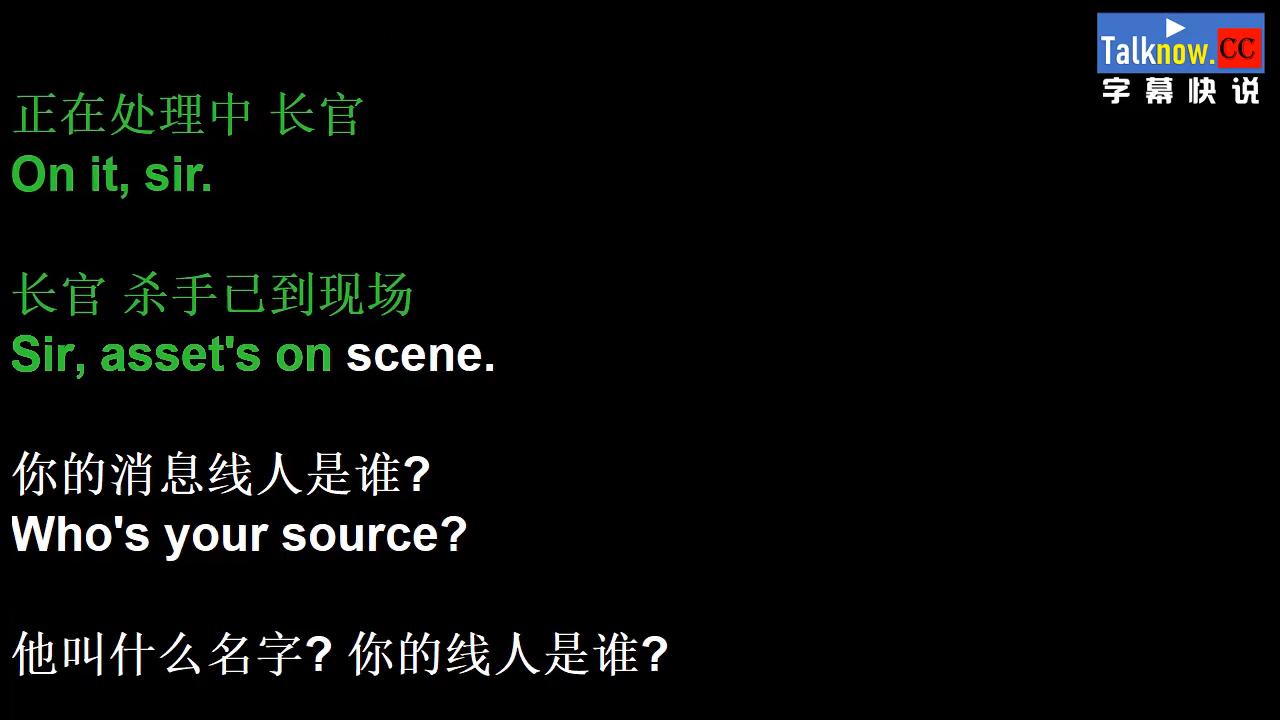 Talknow.CC
字幕快说
正在处理中 长官
On it, sir.
长官 杀手已到现场
Sir, asset's on scene.
你的消息线人是谁?
Who's your source?
他叫什么名字? 你的线人是谁?